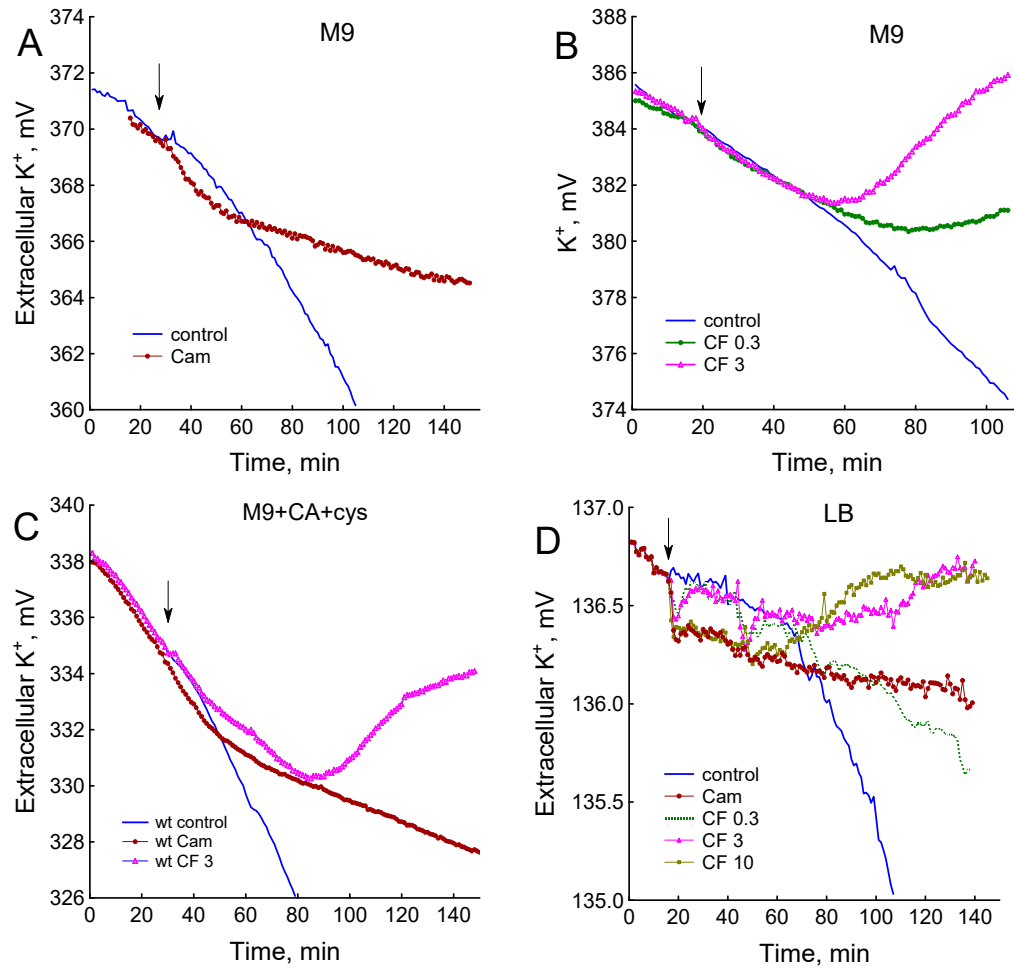 A
M9
Extracellular K⁺, mV
374
372
370
368
366
364
362
360
control
Cam
0 20 40 60 80 100 120 140
Time, min
B
M9
K⁺, mV
388
386
384
382
380
378
376
374
control
CF 0.3
CF 3
0 20 40 60 80 100
Time, min
C
M9+CA+cys
Extracellular K⁺, mV
340
338
336
334
332
330
328
326
wt control
wt Cam
wt CF 3
0 20 40 60 80 100 120 140
Time, min
D
LB
Extracellular K⁺, mV
137.0
136.5
136.0
135.5
135.0
control
Cam
CF 0.3
CF 3
CF 10
0 20 40 60 80 100 120 140
Time, min